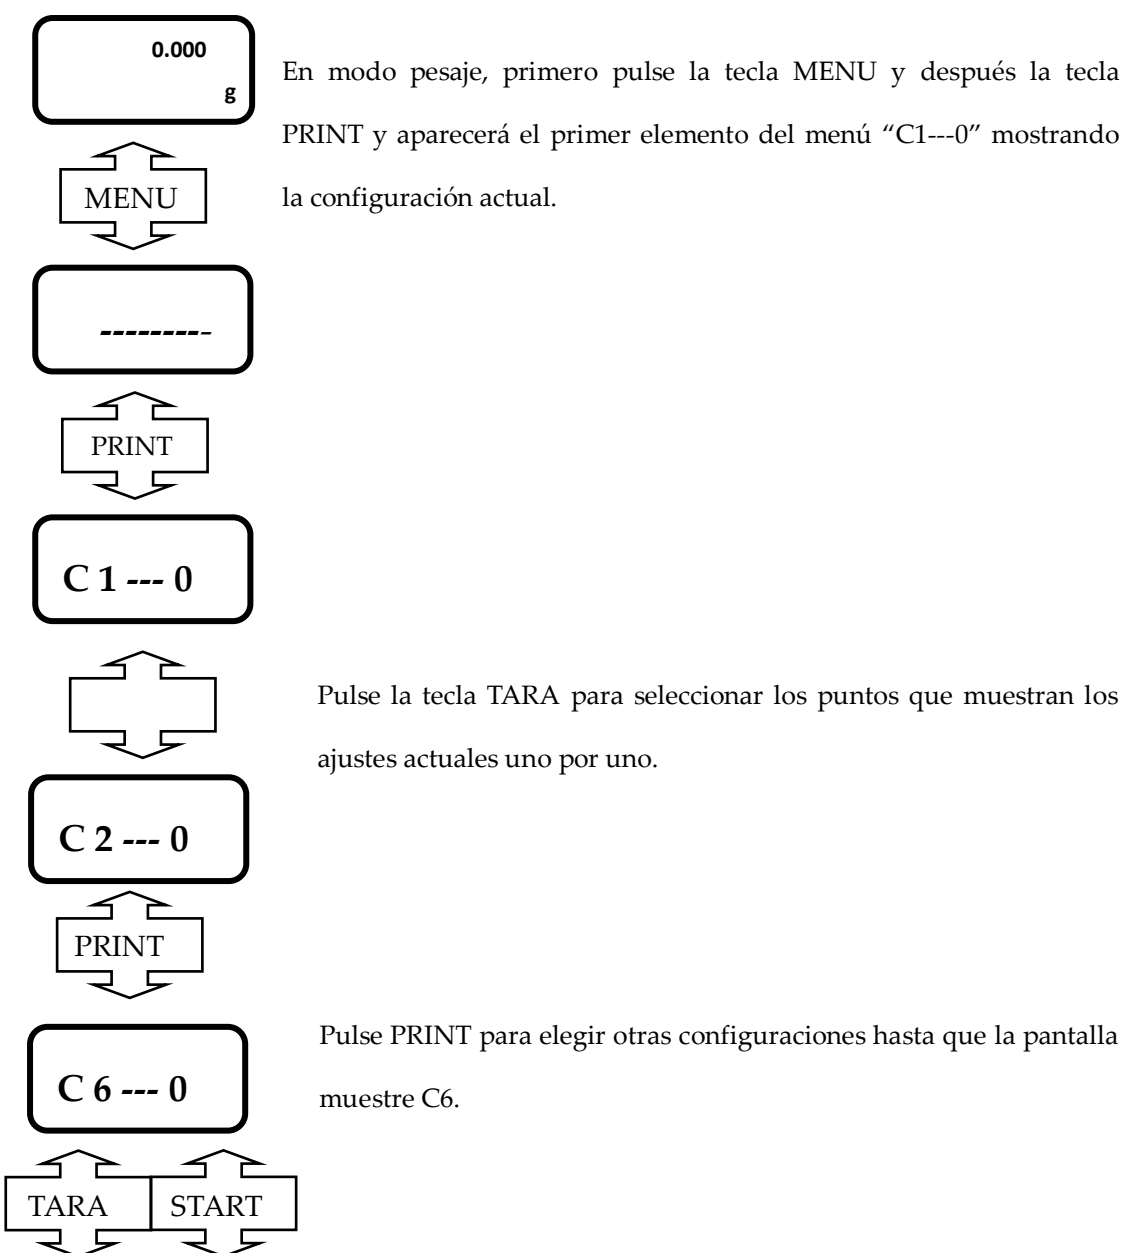 0.000
g
En modo pesaje, primero pulse la tecla MENU y después la tecla
PRINT y aparecerá el primer elemento del menú “C1---0” mostrando
la configuración actual.
MENU
---------
PRINT
C 1 --- 0
Pulse la tecla TARA para seleccionar los puntos que muestran los
ajustes actuales uno por uno.
C 2 --- 0
PRINT
Pulse PRINT para elegir otras configuraciones hasta que la pantalla
muestre C6.
C 6 --- 0
TARA START